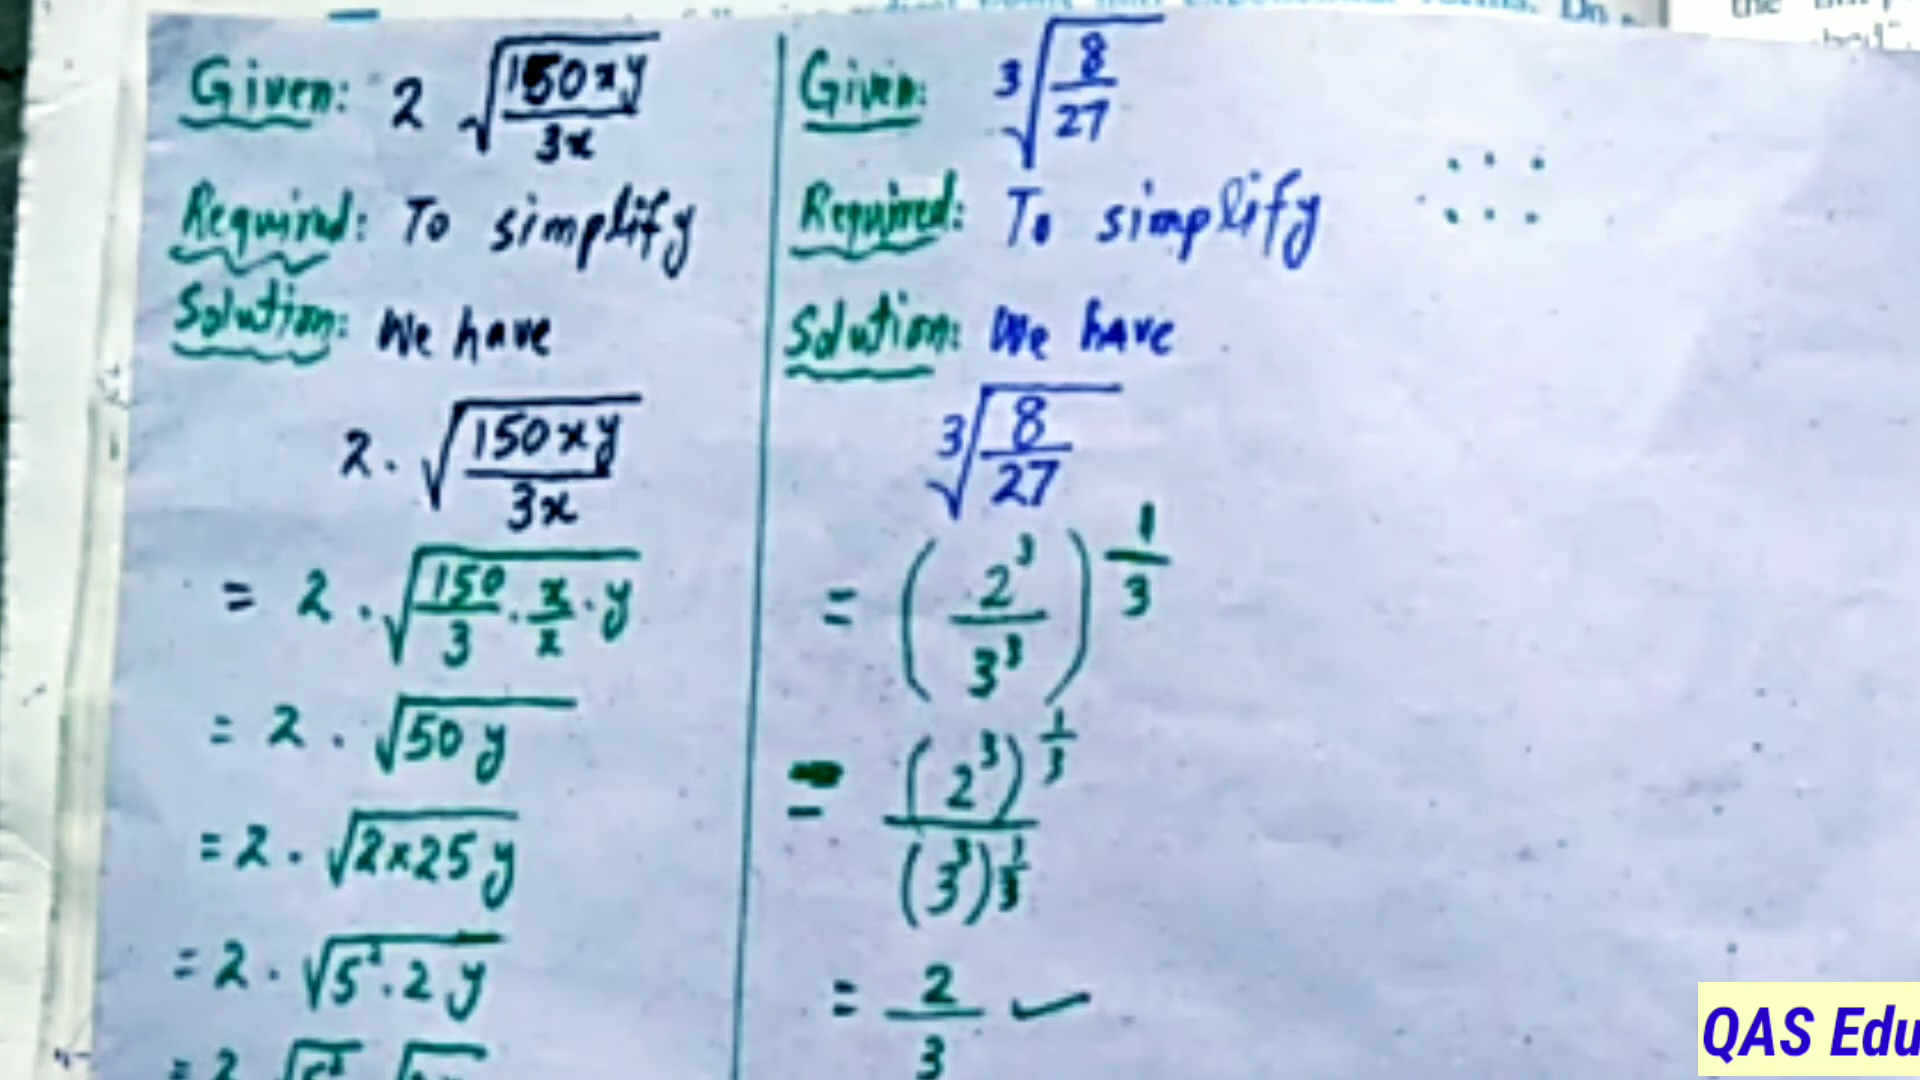 the
Given: 2 √(150xy/3x)
Required: To simplify
Solution: We have
2 . √(150xy/3x)
= 2 . √(150/3 . x/x . y)
= 2 . √(50y)
= 2 . √(2×25y)
= 2 . √(5² . 2y)
= 2
Given: ³√(8/27)
Required: To simplify
Solution: We have
³√(8/27)
= (2³/3³)^(1/3)
= (2³)^(1/3)/(3³)^(1/3)
= 2/3 ✓
QAS Edu